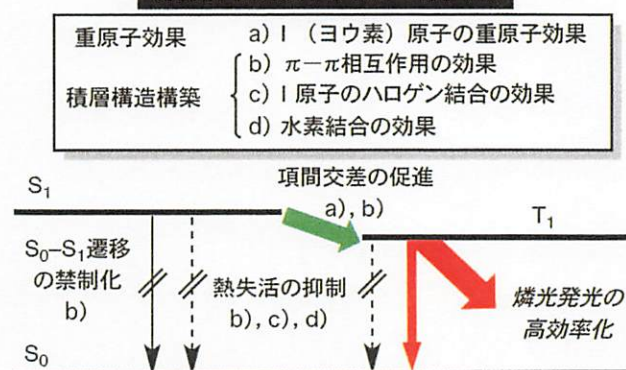 重原子効果 a) I (ヨウ素) 原子の重原子効果
積層構造構築 b) π−π相互作用の効果
c) I 原子のハロゲン結合の効果
d) 水素結合の効果
項間交差の促進
a), b)
S₁
T₁
S₀–S₁遷移
の禁制化
b)
熱失活の抑制
b), c), d)
燐光発光の
高効率化
S₀